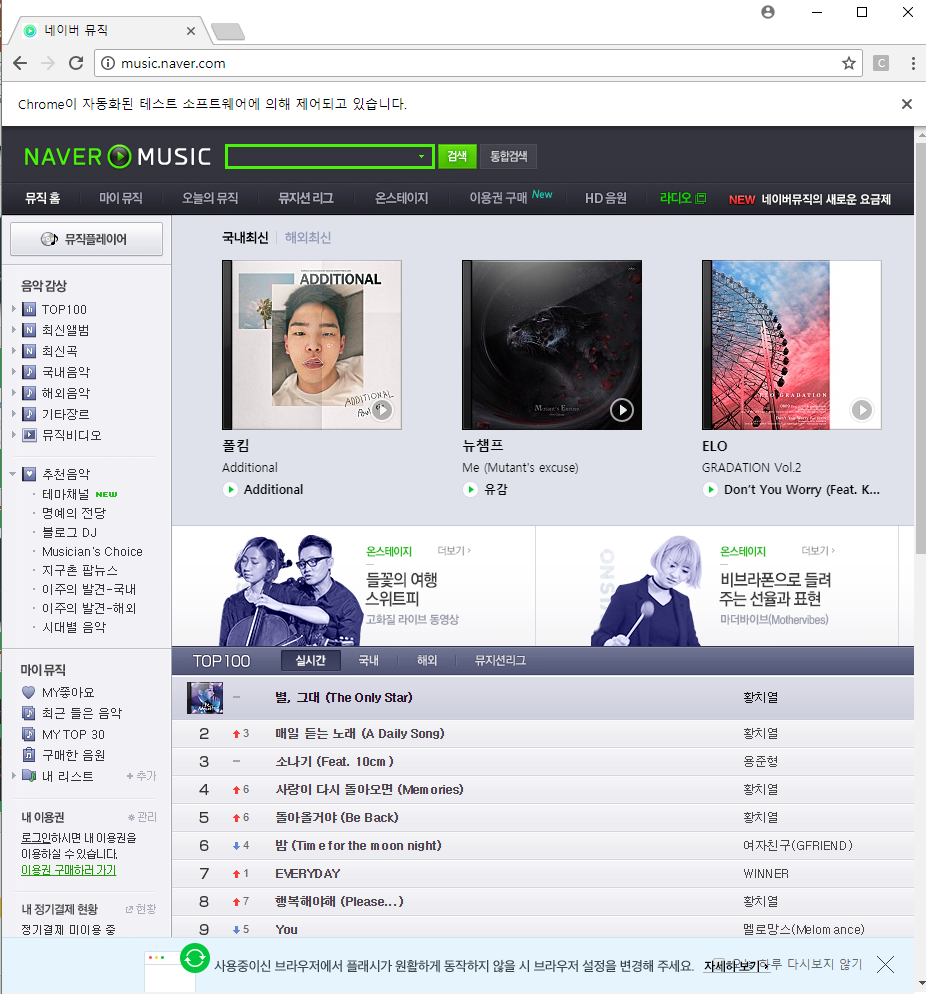 네이버 뮤직
music.naver.com
Chrome이 자동화된 테스트 소프트웨어에 의해 제어되고 있습니다.
NAVER MUSIC 검색 통합검색
뮤직 홈 마이 뮤직 오늘의 뮤직 뮤지션 리그 온스테이지 이용권 구매 New HD 음원 라디오 NEW 네이버뮤직의 새로운 요금제
뮤직플레이어
음악 감상
TOP100
최신앨범
최신곡
국내음악
해외음악
기타장르
뮤직비디오
추천음악
테마채널 NEW
명예의 전당
블로그 DJ
Musician's Choice
지구촌 팝뉴스
이주의 발견-국내
이주의 발견-해외
시대별 음악
마이 뮤직
MY좋아요
최근 들은 음악
MY TOP 30
구매한 음원
내 리스트 + 추가
내 이용권 관리
로그인하시면 내 이용권을
이용하실 수 있습니다.
이용권 구매하러 가기
내 정기결제 현황 현황
정기결제 미이용 중
국내최신 해외최신
ADDITIONAL
ADDITIONAL
Mutant's Excuse
ELO GRADATION
폴킴
Additional
Additional
뉴챔프
Me (Mutant's excuse)
유감
ELO
GRADATION Vol.2
Don't You Worry (Feat. K...
온스테이지 더보기
들꽃의 여행
스위트피
고화질 라이브 동영상
온스테이지 더보기
비브라폰으로 들려
주는 선율과 표현
마더바이브(Mothervibes)
TOP100 실시간 국내 해외 뮤지션리그
별, 그대 (The Only Star) 황치열
2 3 매일 듣는 노래 (A Daily Song) 황치열
3 소나기 (Feat. 10cm) 용준형
4 6 사랑이 다시 돌아오면 (Memories) 황치열
5 6 돌아올거야 (Be Back) 황치열
6 4 밤 (Time for the moon night) 여자친구(GFRIEND)
7 1 EVERYDAY WINNER
8 7 행복해야해 (Please...) 황치열
9 5 You 멜로망스(Melomance)
사용중이신 브라우저에서 플래시가 원활하게 동작하지 않을 시 브라우저 설정을 변경해 주세요. 자세히 보기 하루 다시보지 않기